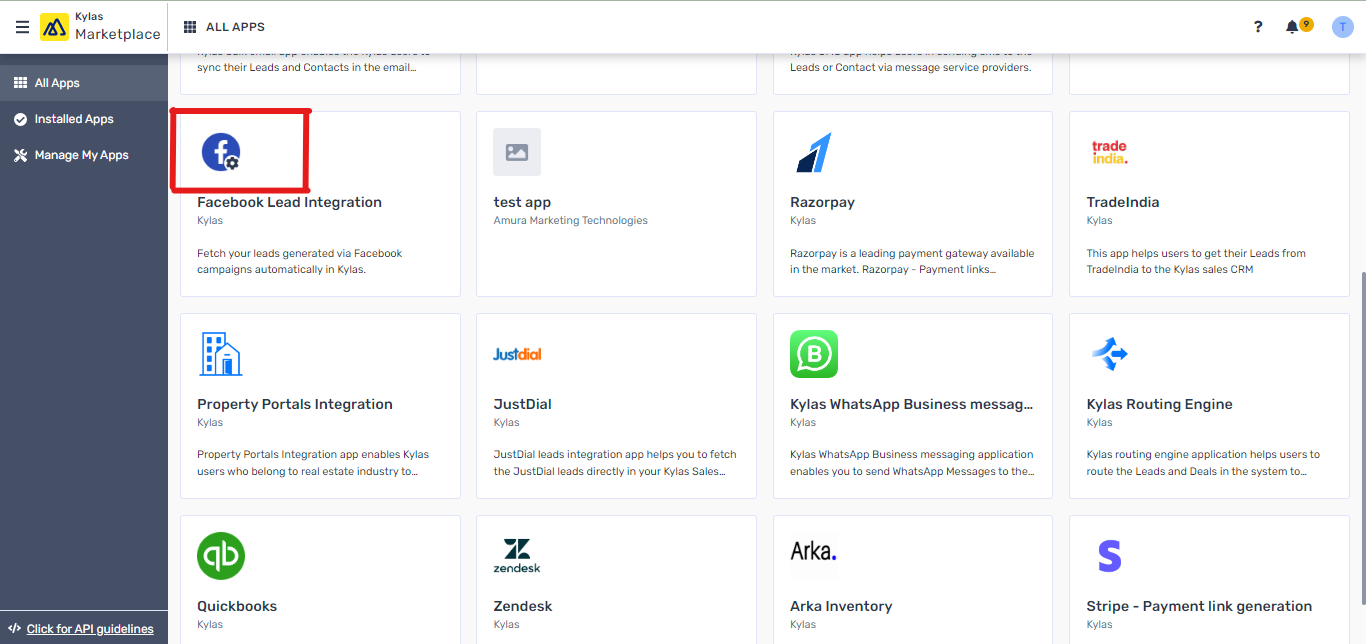 Kylas
Marketplace
ALL APPS
?
9
T
All Apps
Installed Apps
Manage My Apps
Click for API guidelines
sync their Leads and Contacts in the email...
Leads or Contact via message service providers.
Facebook Lead Integration
Kylas
Fetch your leads generated via Facebook
campaigns automatically in Kylas.
test app
Amura Marketing Technologies
Razorpay
Kylas
Razorpay is a leading payment gateway available
in the market. Razorpay - Payment links...
trade
india.
TradeIndia
Kylas
This app helps users to get their Leads from
TradeIndia to the Kylas sales CRM
Property Portals Integration
Kylas
Property Portals Integration app enables Kylas
users who belong to real estate industry to...
Justdial
JustDial
Kylas
JustDial leads integration app helps you to fetch
the JustDial leads directly in your Kylas Sales...
B
Kylas WhatsApp Business messag...
Kylas
Kylas WhatsApp Business messaging application
enables you to send WhatsApp Messages to the...
Kylas Routing Engine
Kylas
Kylas routing engine application helps users to
route the Leads and Deals in the system to...
qb
Quickbooks
Kylas
zendesk
Zendesk
Kylas
Arka.
Arka Inventory
Kylas
S
Stripe - Payment link generation
Kylas